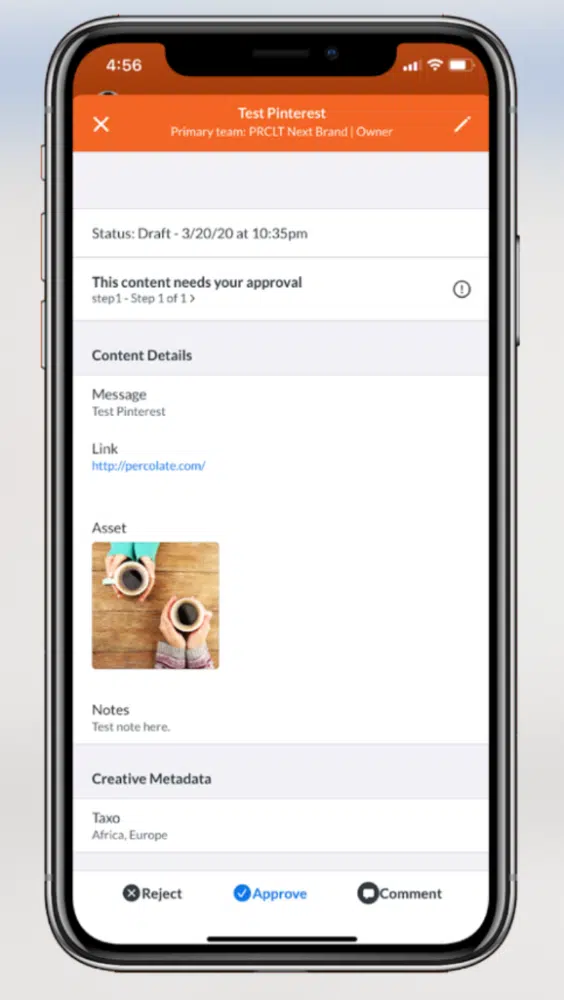 4:56
Test Pinterest
Primary team: PRCLT Next Brand | Owner
Status: Draft - 3/20/20 at 10:35pm
This content needs your approval
step1 - Step 1 of 1 >
Content Details
Message
Test Pinterest
Link
http://percolate.com/
Asset
Notes
Test note here.
Creative Metadata
Taxo
Africa, Europe
Reject
Approve
Comment